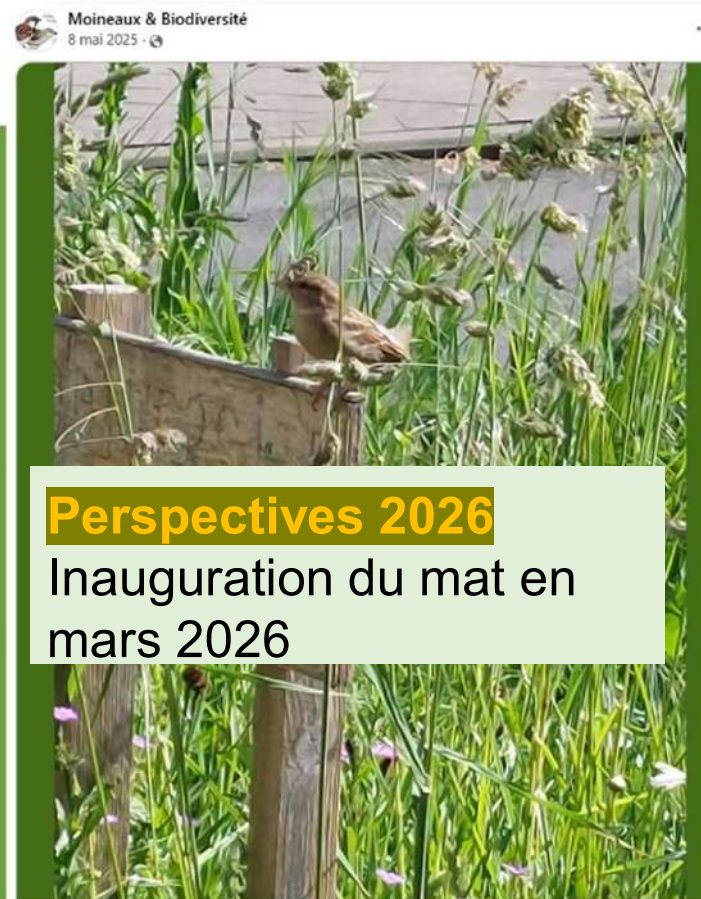 Moineaux & Biodiversité
8 mai 2025 ·
Perspectives 2026
Inauguration du mat en
mars 2026